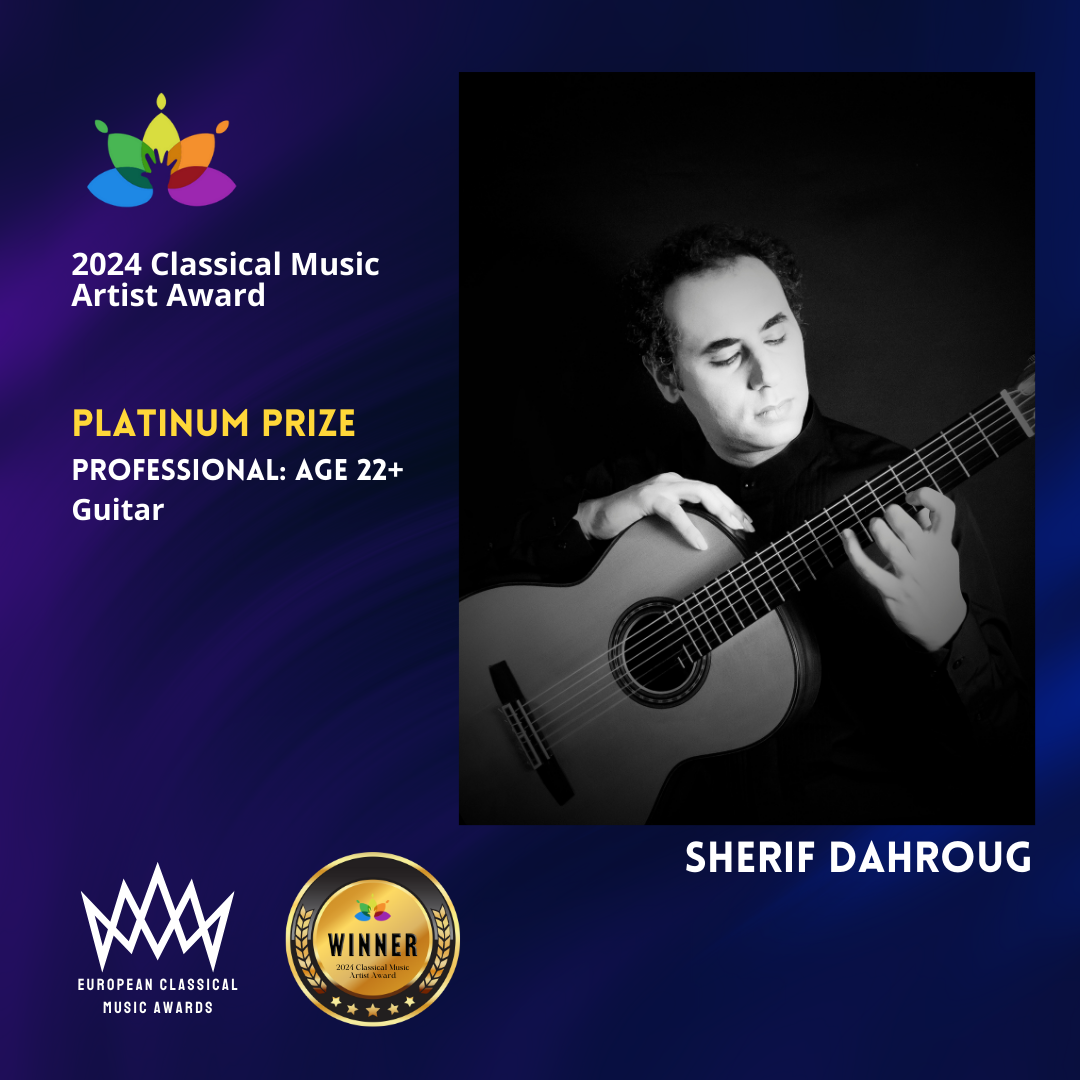 2024 Classical Music
Artist Award
PLATINUM PRIZE
PROFESSIONAL: AGE 22+
Guitar
SHERIF DAHROUG
EUROPEAN CLASSICAL
MUSIC AWARDS
WINNER
2024 Classical Music
Artist Award